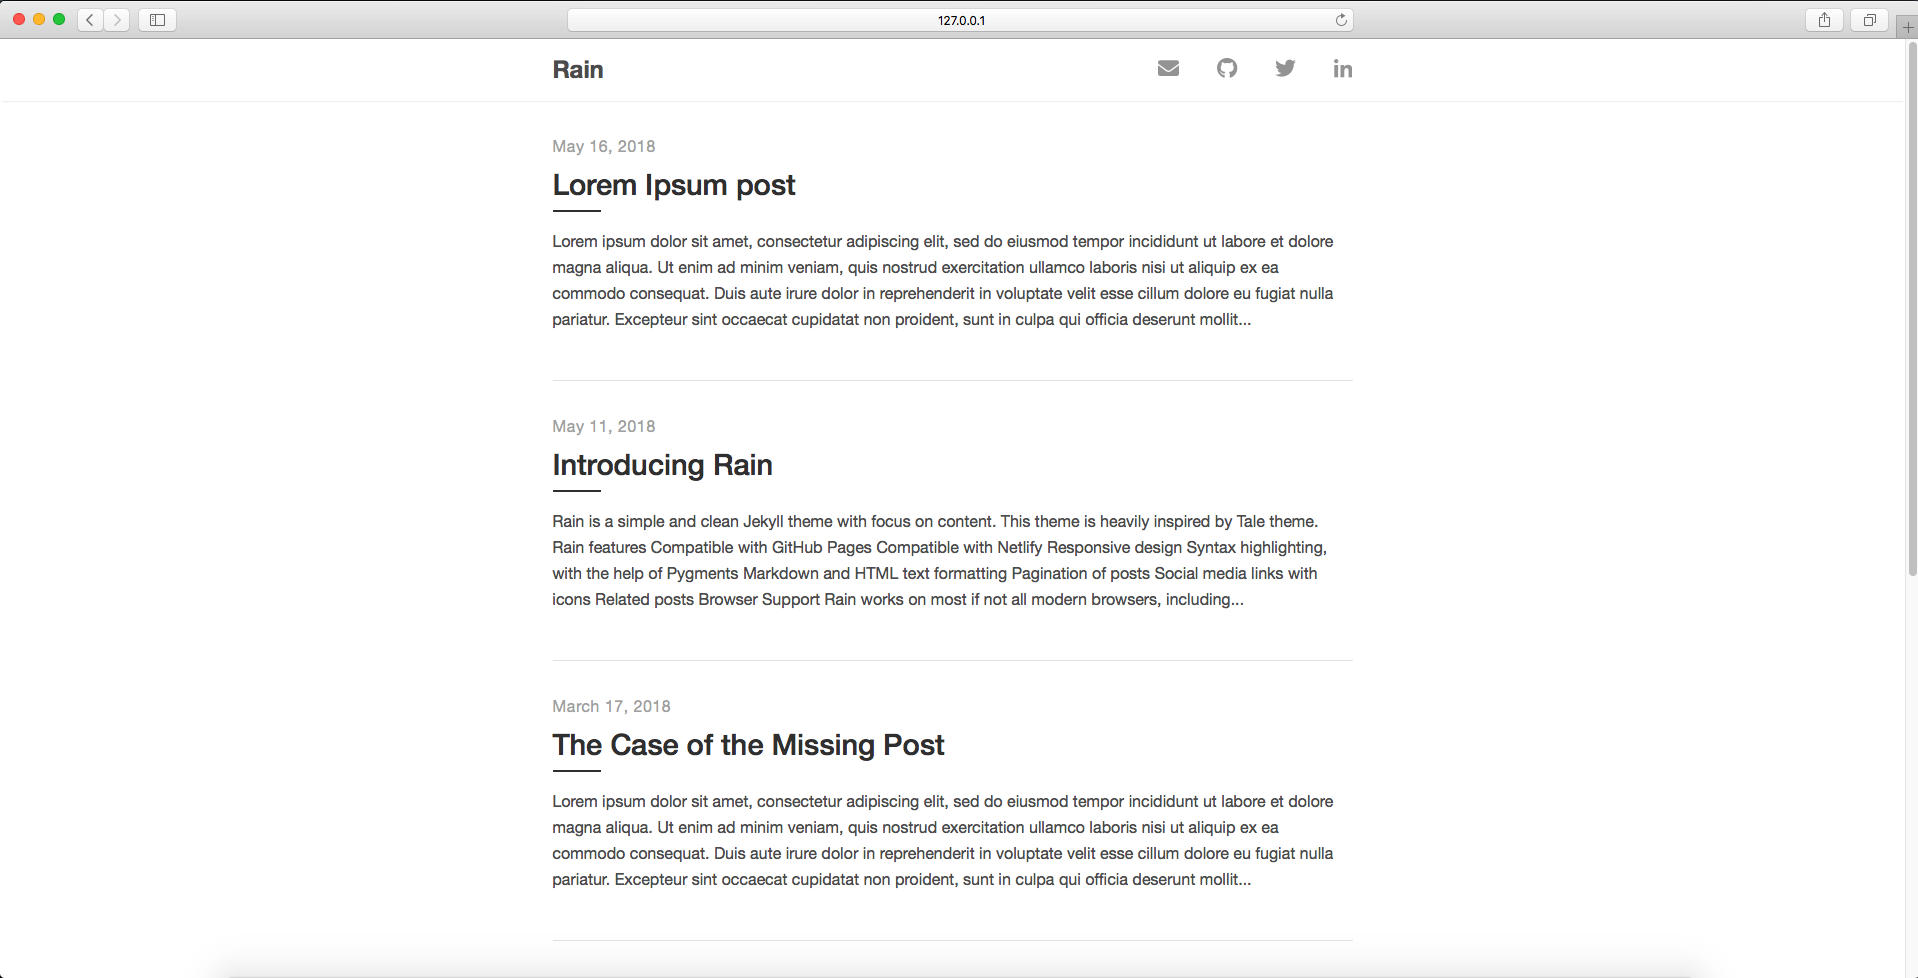 127.0.0.1
Rain
May 16, 2018
Lorem Ipsum post
Lorem ipsum dolor sit amet, consectetur adipiscing elit, sed do eiusmod tempor incididunt ut labore et dolore
magna aliqua. Ut enim ad minim veniam, quis nostrud exercitation ullamco laboris nisi ut aliquip ex ea
commodo consequat. Duis aute irure dolor in reprehenderit in voluptate velit esse cillum dolore eu fugiat nulla
pariatur. Excepteur sint occaecat cupidatat non proident, sunt in culpa qui officia deserunt mollit...
May 11, 2018
Introducing Rain
Rain is a simple and clean Jekyll theme with focus on content. This theme is heavily inspired by Tale theme.
Rain features Compatible with GitHub Pages Compatible with Netlify Responsive design Syntax highlighting,
with the help of Pygments Markdown and HTML text formatting Pagination of posts Social media links with
icons Related posts Browser Support Rain works on most if not all modern browsers, including...
March 17, 2018
The Case of the Missing Post
Lorem ipsum dolor sit amet, consectetur adipiscing elit, sed do eiusmod tempor incididunt ut labore et dolore
magna aliqua. Ut enim ad minim veniam, quis nostrud exercitation ullamco laboris nisi ut aliquip ex ea
commodo consequat. Duis aute irure dolor in reprehenderit in voluptate velit esse cillum dolore eu fugiat nulla
pariatur. Excepteur sint occaecat cupidatat non proident, sunt in culpa qui officia deserunt mollit...